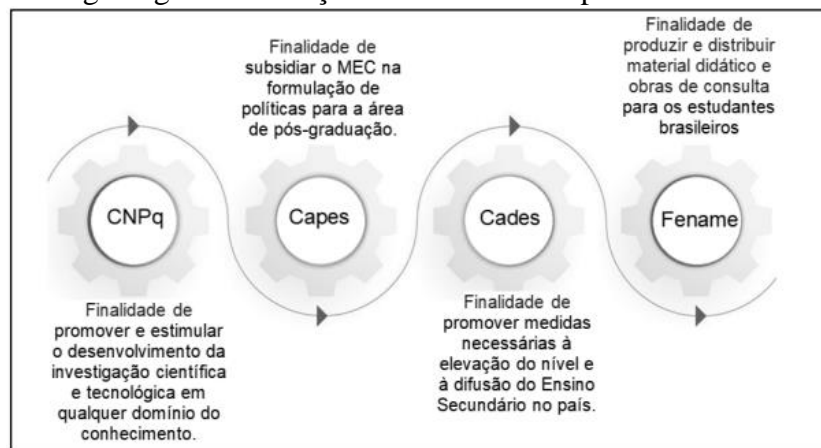 Finalidade de
promover e estimular
o desenvolvimento da
investigação científica
e tecnológica em
qualquer domínio do
conhecimento.
CNPq
Finalidade de
subsidiar o MEC na
formulação de
políticas para a área
de pós-graduação.
Capes
Cades
Finalidade de
promover medidas
necessárias à
elevação do nível e
à difusão do Ensino
Secundário no país.
Finalidade de
produzir e distribuir
material didático e
obras de consulta
para os estudantes
brasileiros
Fename